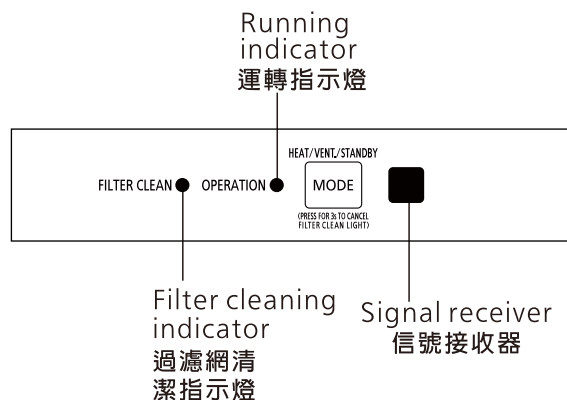 Running
indicator
運轉指示燈
HEAT/VENT./STANDBY
FILTER CLEAN
OPERATION
MODE
(PRESS FOR 3s TO CANCEL
FILTER CLEAN LIGHT)
Filter cleaning
indicator
過濾網清
潔指示燈
Signal receiver
信號接收器